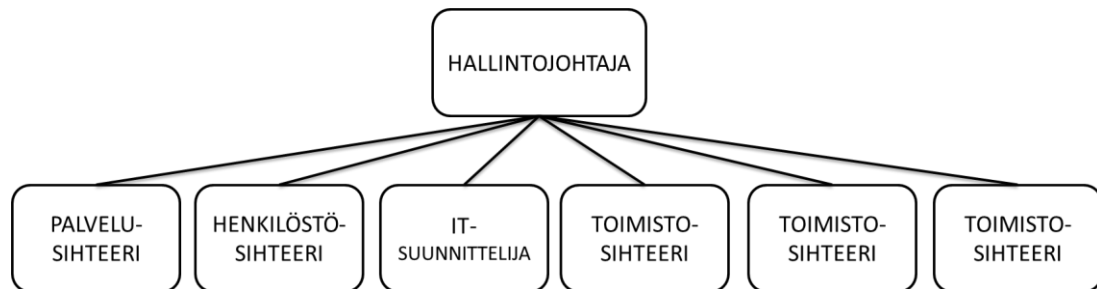 HALLINTOJOHTAJA
PALVELU-
SIHTEERI
HENKILÖSTÖ-
SIHTEERI
IT-
SUUNNITTELIJA
TOIMISTO-
SIHTEERI
TOIMISTO-
SIHTEERI
TOIMISTO-
SIHTEERI